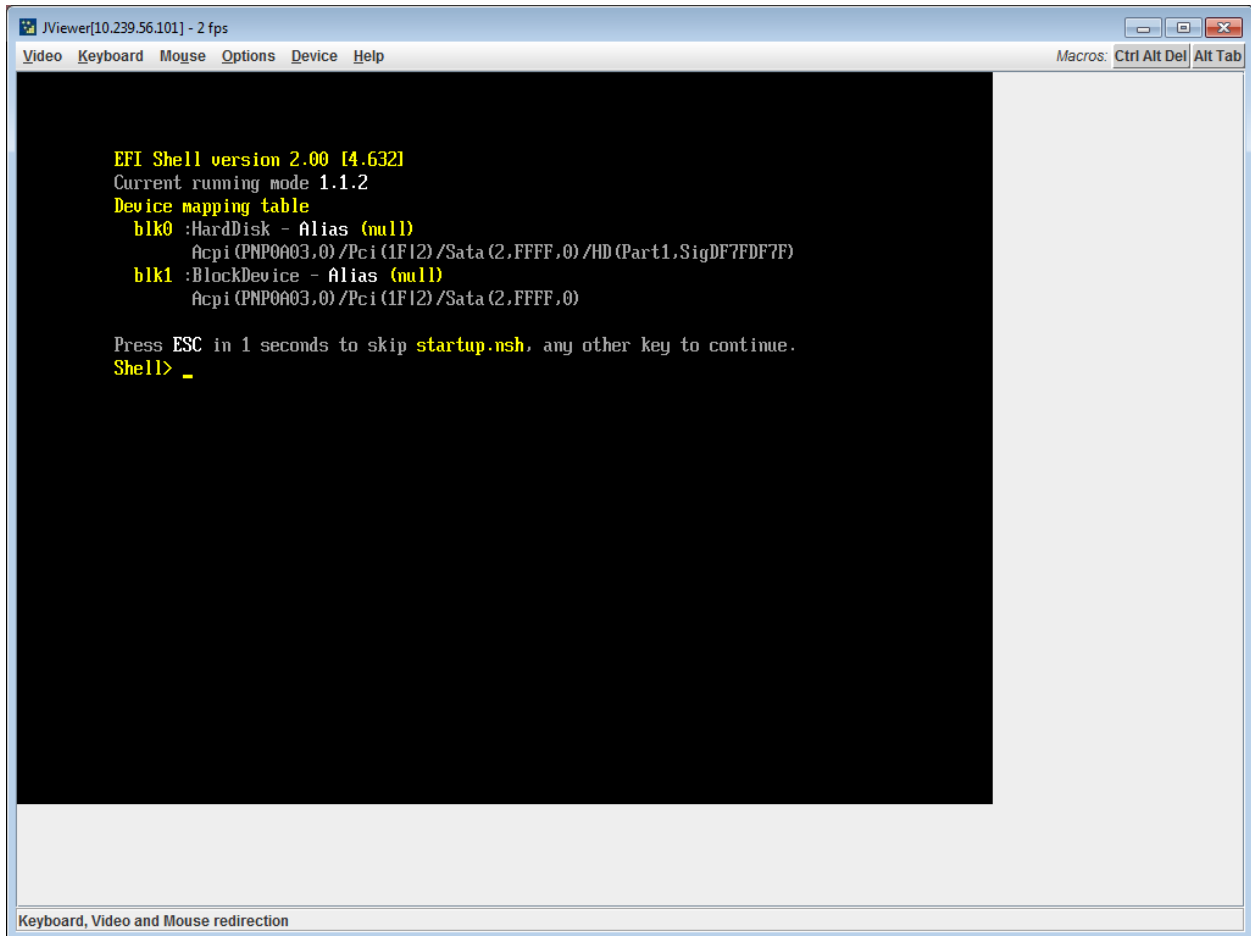 JViewer[10.239.56.101] - 2 fps
Video Keyboard Mouse Options Device Help Macros: Ctrl Alt Del Alt Tab
EFI Shell version 2.00 [4.632]
Current running mode 1.1.2
Device mapping table
blk0 :HardDisk - Alias (null)
Acpi(PNP0A03,0)/Pci(1F|2)/Sata(2,FFFF,0)/HD(Part1,SigDF7FDF7F)
blk1 :BlockDevice - Alias (null)
Acpi(PNP0A03,0)/Pci(1F|2)/Sata(2,FFFF,0)
Press ESC in 1 seconds to skip startup.nsh, any other key to continue.
Shell> _
Keyboard, Video and Mouse redirection